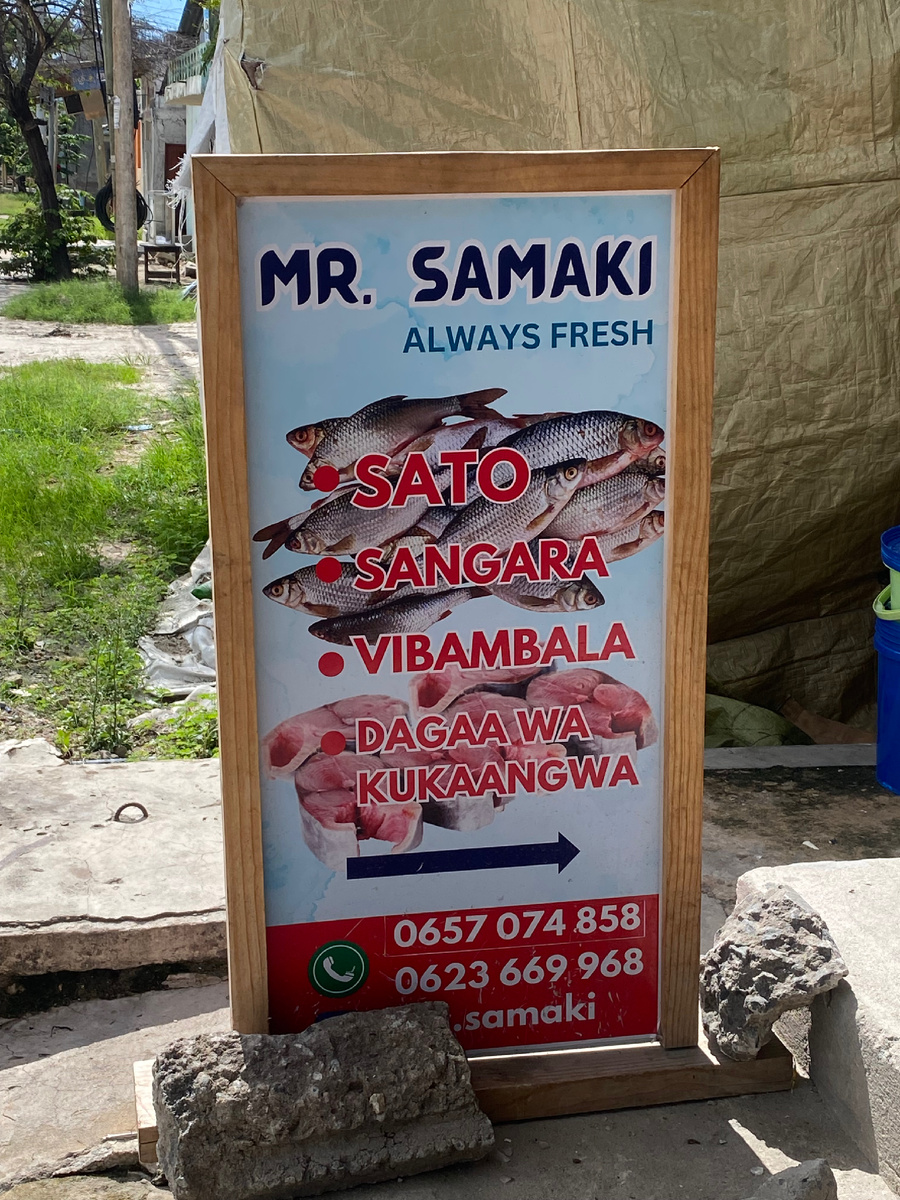 MR. SAMAKI
ALWAYS FRESH
• SATO
• SANGARA
• VIBAMBALA
• DAGAA WA
KUKAANGWA
0657 074 858
0623 669 968
.samaki